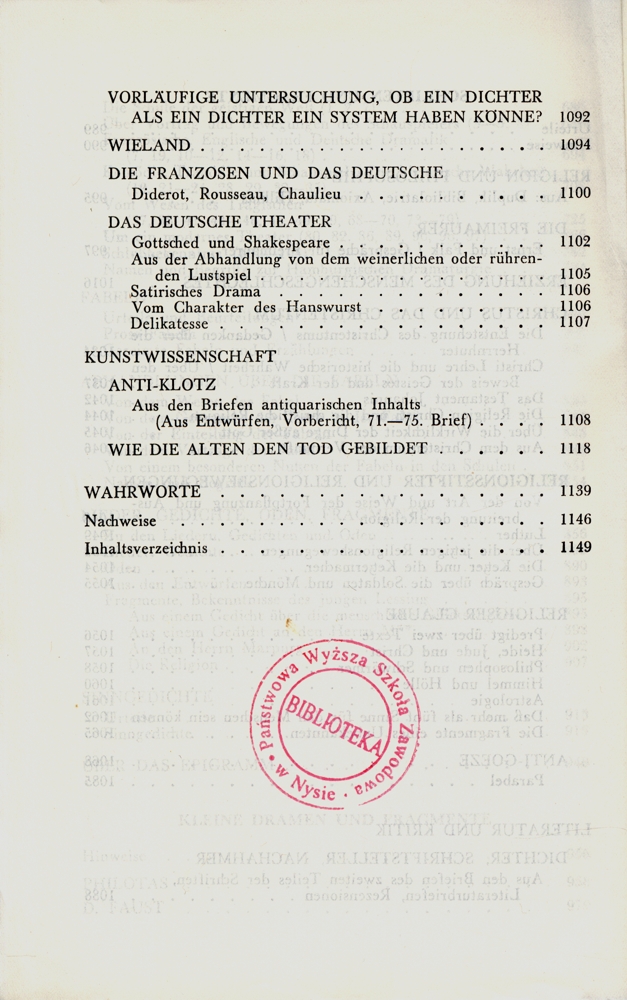 VORLÄUFIGE UNTERSUCHUNG, OB EIN DICHTER
ALS EIN DICHTER EIN SYSTEM HABEN KÖNNE? 1092
WIELAND . . . . . . . . . . . . . . . . . 1094
DIE FRANZOSEN UND DAS DEUTSCHE
Diderot, Rousseau, Chaulieu . . . . . . . . . . 1100
DAS DEUTSCHE THEATER
Gottsched und Shakespeare . . . . . . . . . . . 1102
Aus der Abhandlung von dem weinerlichen oder rühren-
den Lustspiel . . . . . . . . . . . . . . . 1105
Satirisches Drama . . . . . . . . . . . . . . 1106
Vom Charakter des Hanswurst . . . . . . . . . 1106
Delikatesse . . . . . . . . . . . . . . . . . 1107
KUNSTWISSENSCHAFT
ANTI-KLOTZ
Aus den Briefen antiquarischen Inhalts
(Aus Entwürfen, Vorbericht, 71.—75. Brief) . . . . 1108
WIE DIE ALTEN DEN TOD GEBILDET . . . . . . 1118
WAHRWORTE . . . . . . . . . . . . . . . . . 1139
Nachweise . . . . . . . . . . . . . . . . . . . 1146
Inhaltsverzeichnis . . . . . . . . . . . . . . . . . 1149
Państwowa Wyższa Szkoła Zawodowa
BIBLIOTEKA
• w Nysie •